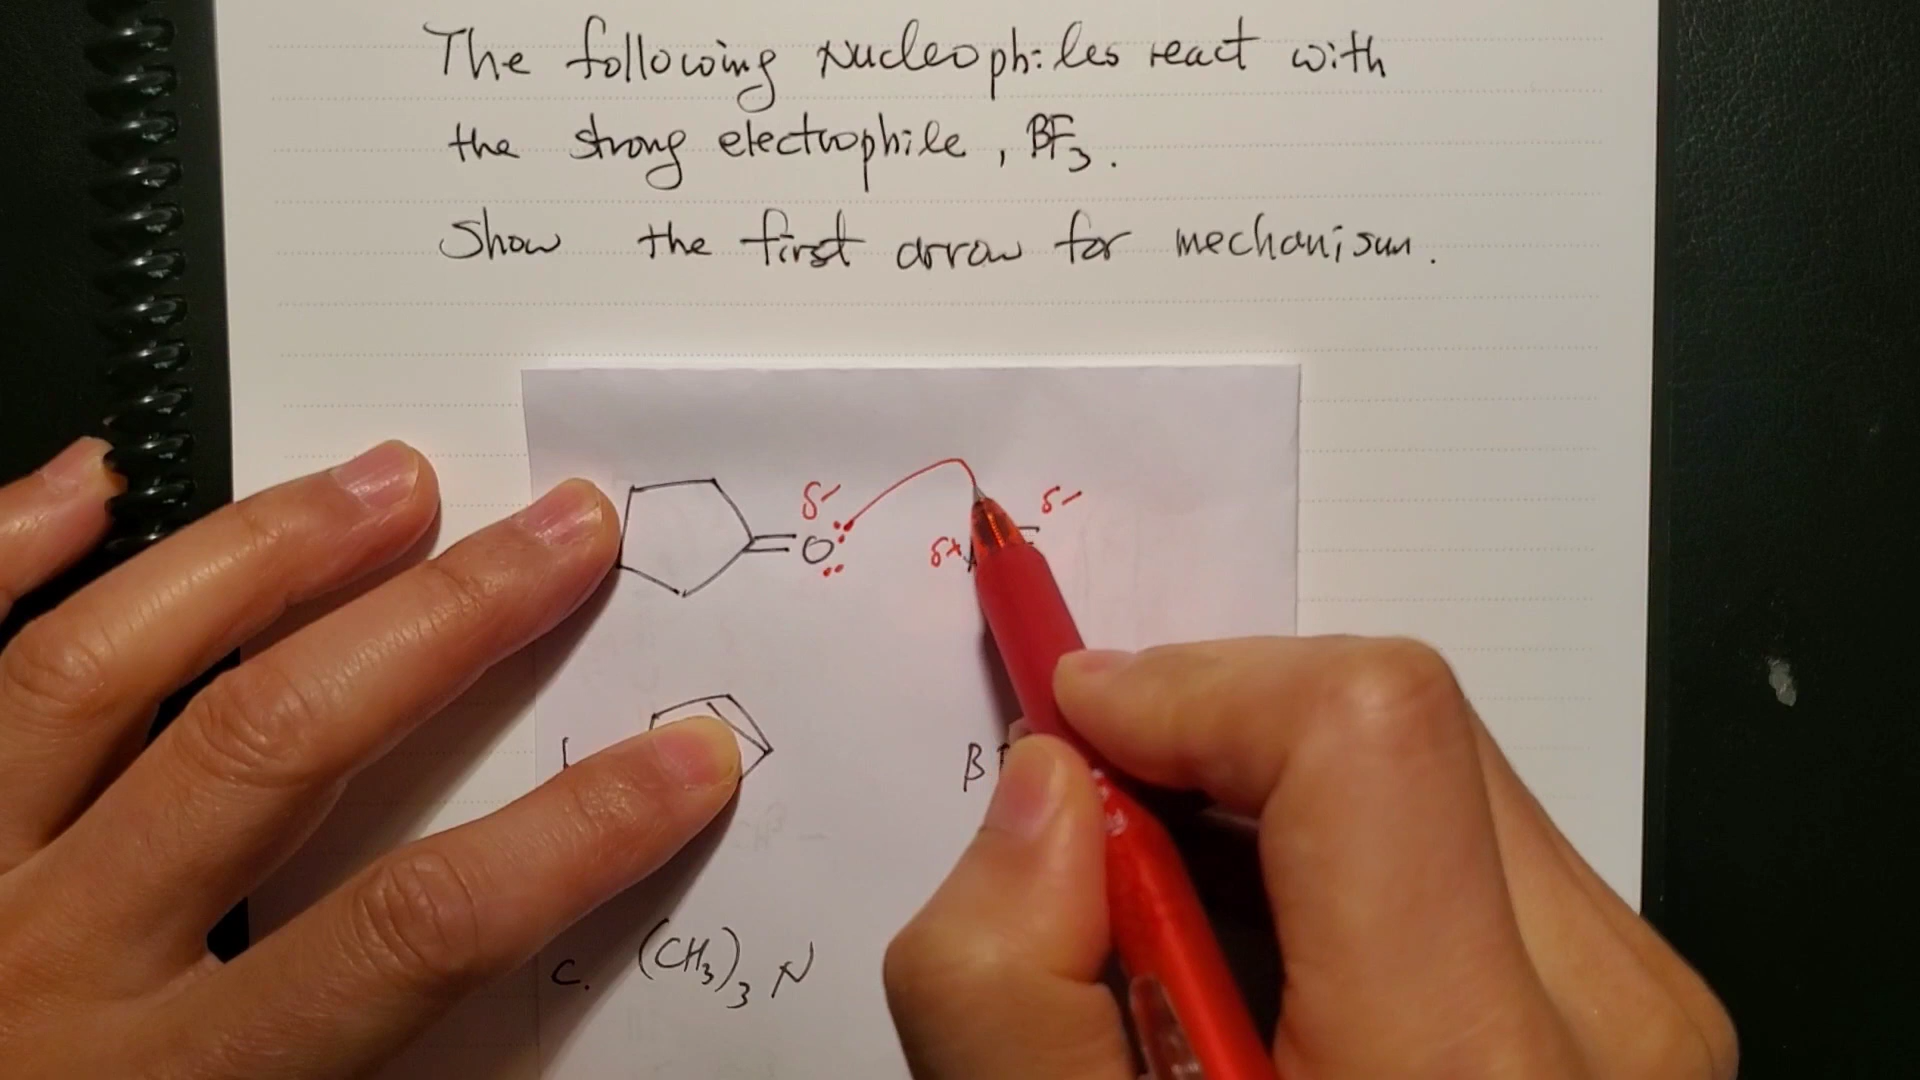 The following Nucleophiles react with
the strong electrophile, BF₃.
Show the first arrow for mechanism.
δ- δ-
O δ+
B
c. (CH₃)₃ N